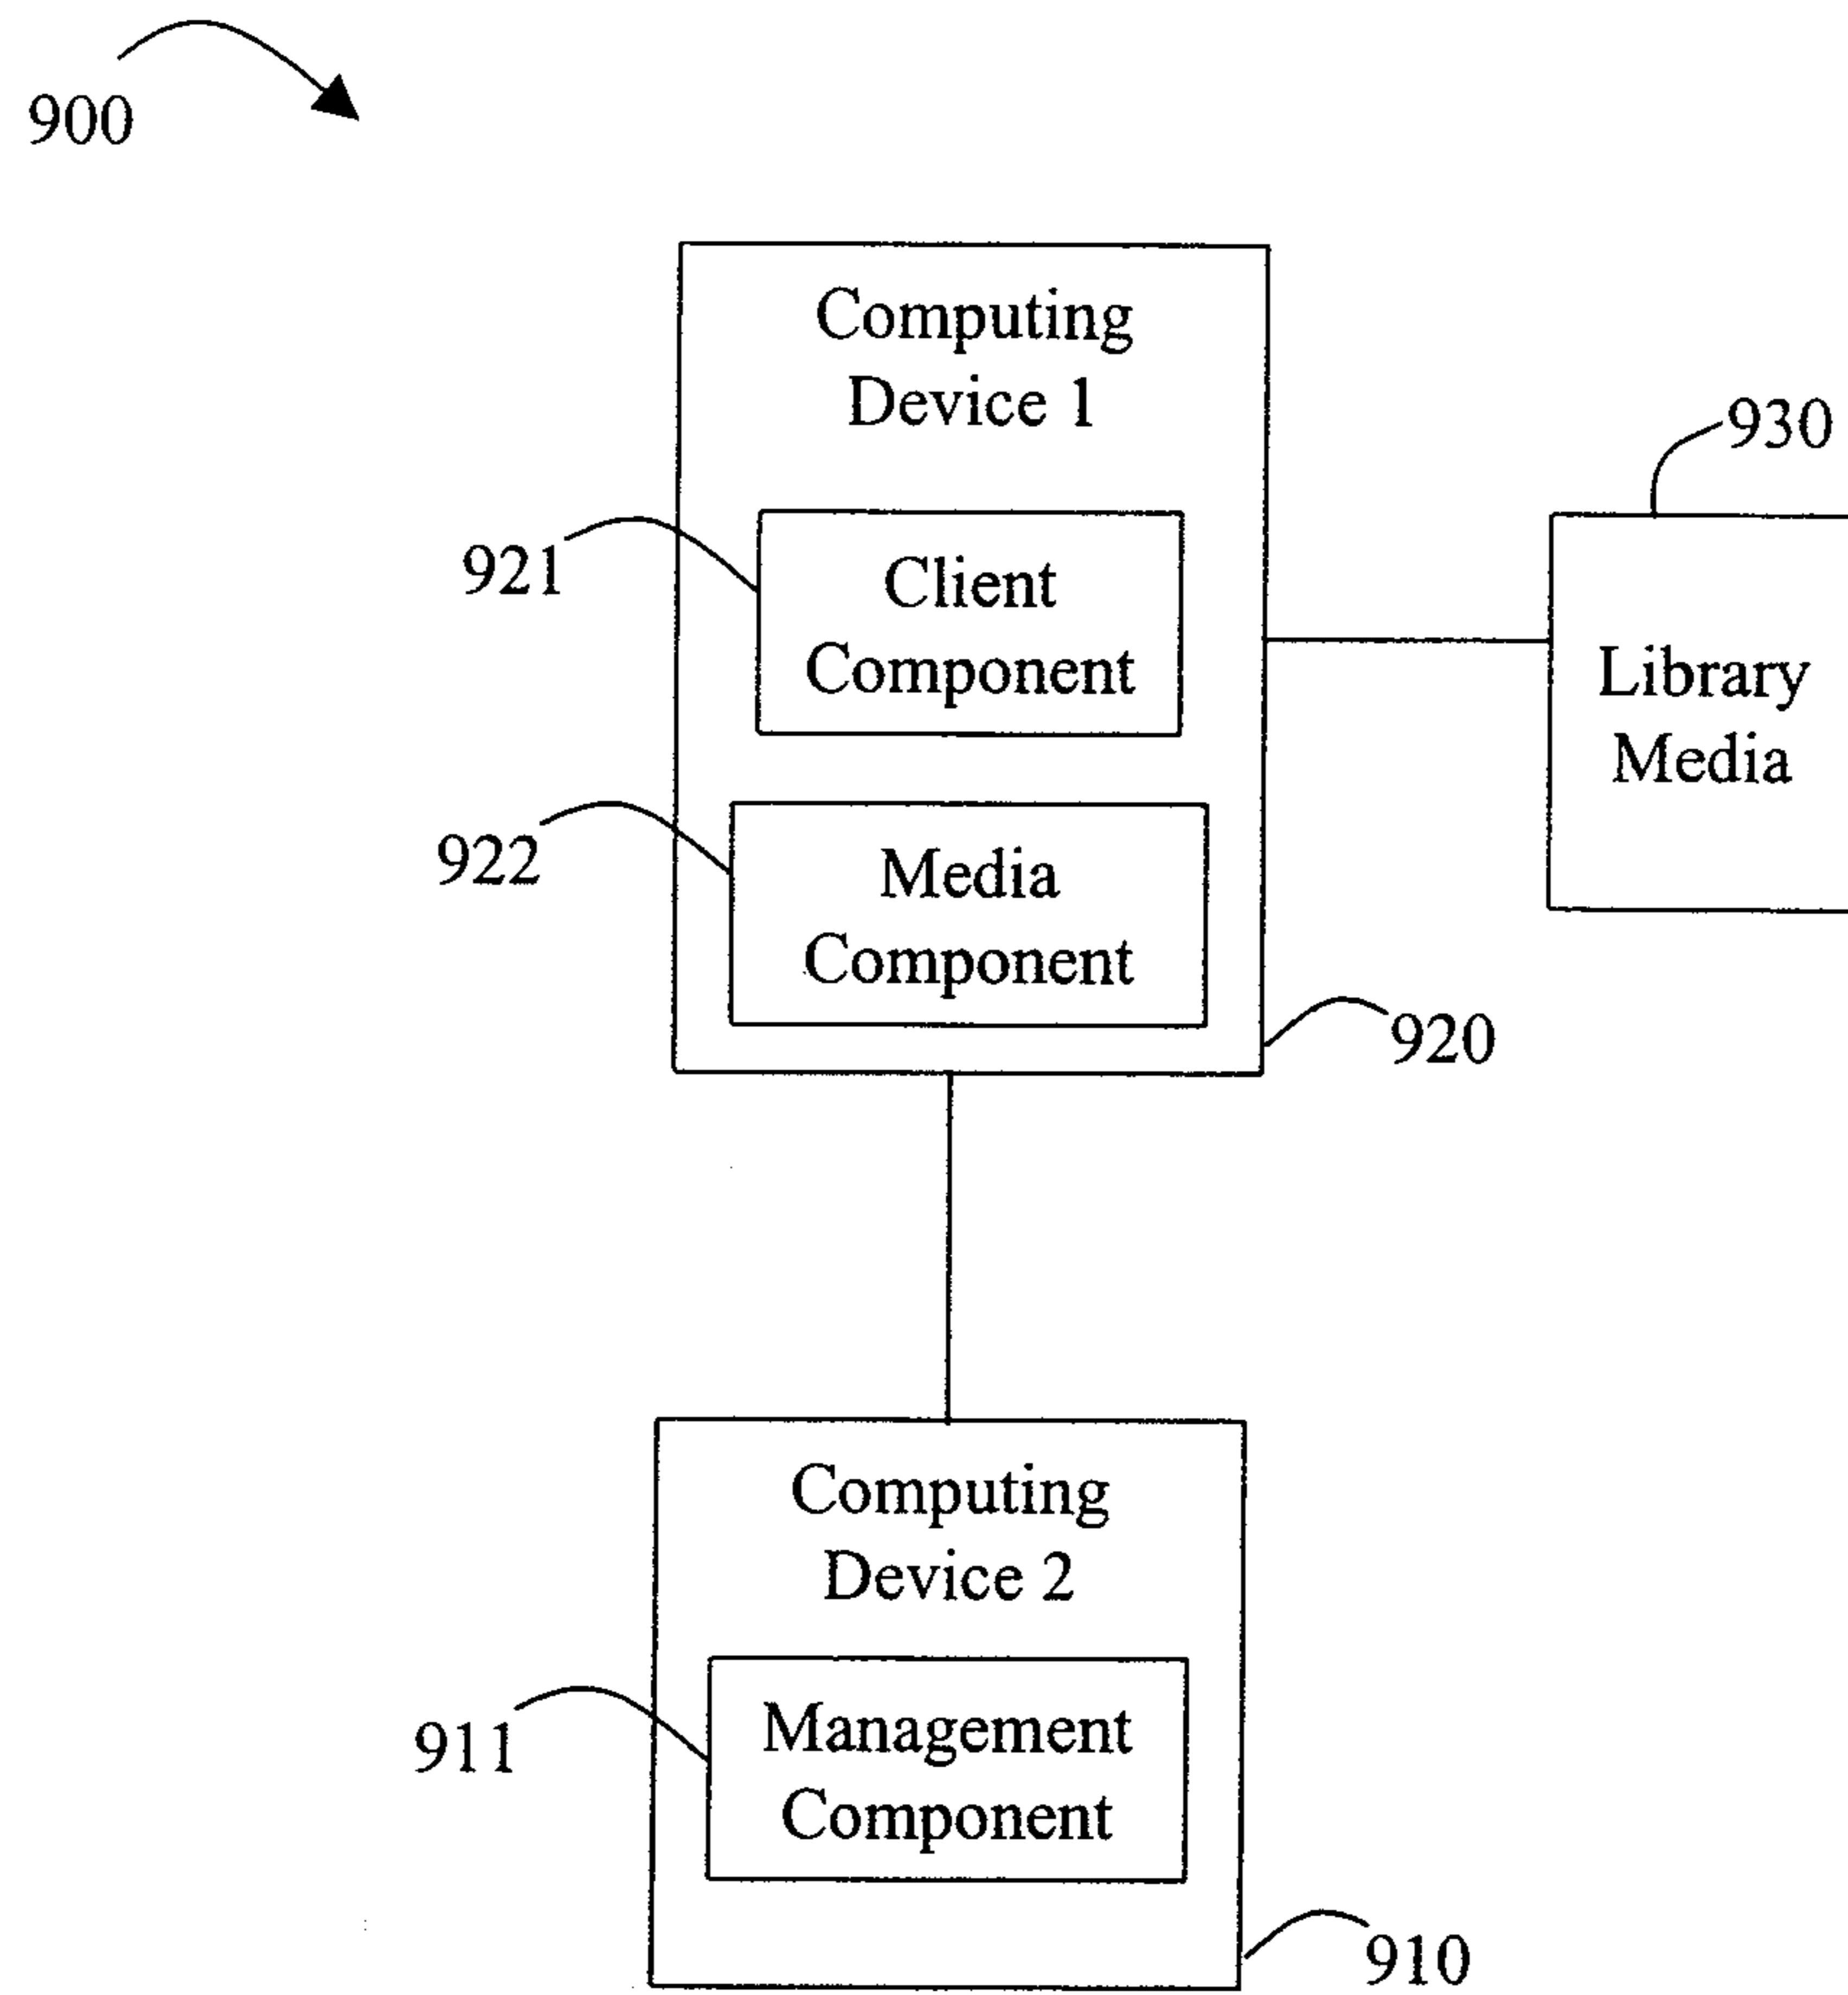 900
Computing
Device 1
930
921
Client
Component
Library
Media
922
Media
Component
920
Computing
Device 2
911
Management
Component
910